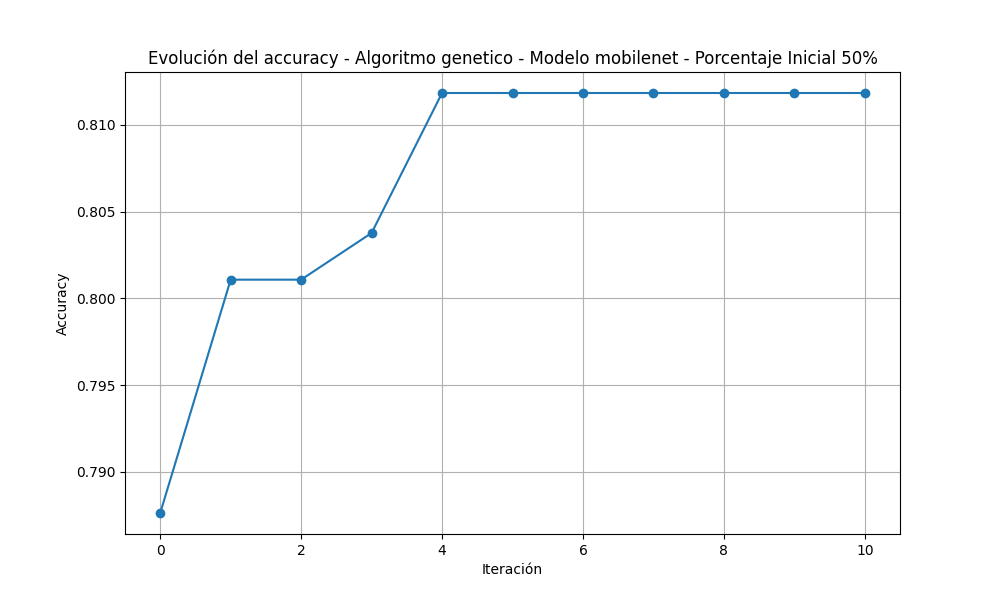 Evolución del accuracy - Algoritmo genetico - Modelo mobilenet - Porcentaje Inicial 50%
0.810
0.805
0.800
0.795
0.790
Accuracy
0 2 4 6 8 10
Iteración